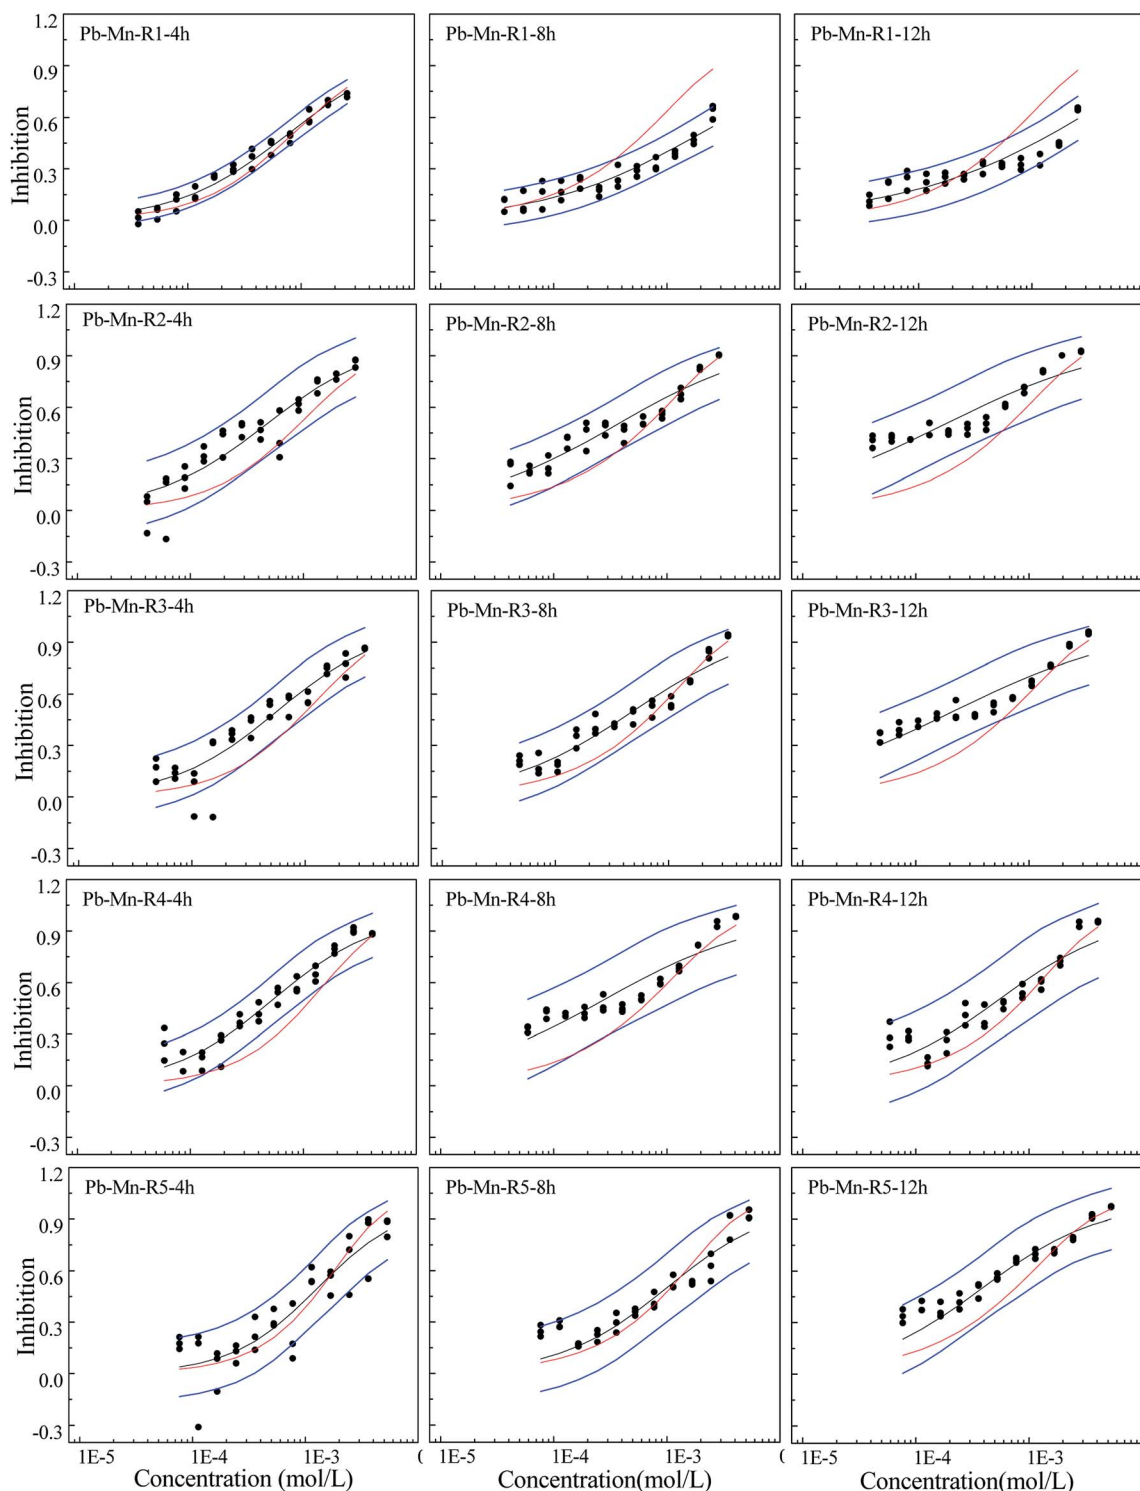 1.2
0.9
0.6
0.3
0.0
-0.3
Inhibition
Pb-Mn-R1-4h
Pb-Mn-R1-8h
Pb-Mn-R1-12h
1.2
0.9
0.6
0.3
0.0
-0.3
Inhibition
Pb-Mn-R2-4h
Pb-Mn-R2-8h
Pb-Mn-R2-12h
1.2
0.9
0.6
0.3
0.0
-0.3
Inhibition
Pb-Mn-R3-4h
Pb-Mn-R3-8h
Pb-Mn-R3-12h
1.2
0.9
0.6
0.3
0.0
-0.3
Inhibition
Pb-Mn-R4-4h
Pb-Mn-R4-8h
Pb-Mn-R4-12h
1.2
0.9
0.6
0.3
0.0
-0.3
Inhibition
Pb-Mn-R5-4h
Pb-Mn-R5-8h
Pb-Mn-R5-12h
1E-5 1E-4 1E-3
1E-5 1E-4 1E-3
1E-5 1E-4 1E-3
Concentration (mol/L)
Concentration(mol/L)
Concentration(mol/L)